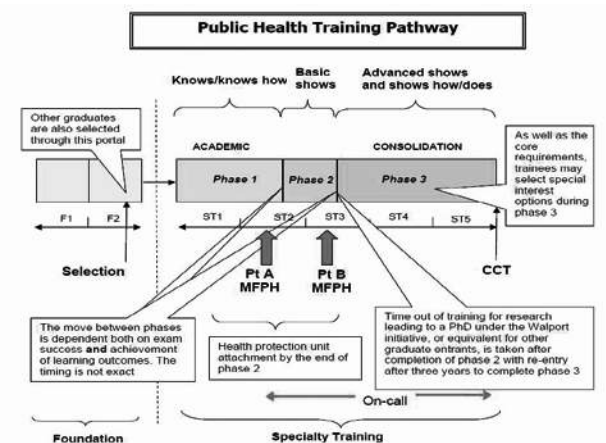 Public Health Training Pathway
Knows/knows how
Basic
shows
Advanced shows
and shows how/does
Other graduates
are also selected
through this portal
ACADEMIC
CONSOLIDATION
As well as the
core
requirements,
trainees may
select special
interest
options during
phase 3
Phase 1
Phase 2
Phase 3
F1
F2
ST1
ST2
ST3
ST4
ST5
Selection
Pt A
MFPH
Pt B
MFPH
CCT
The move between phases
is dependent both on exam
success and achievement
of learning outcomes. The
timing is not exact
Health protection unit
attachment by the end of
phase 2
Time out of training for research
leading to a PhD under the Walport
initiative, or equivalent for other
graduate entrants, is taken after
completion of phase 2 with re-entry
after three years to complete phase 3
On-call
Foundation
Specialty Training